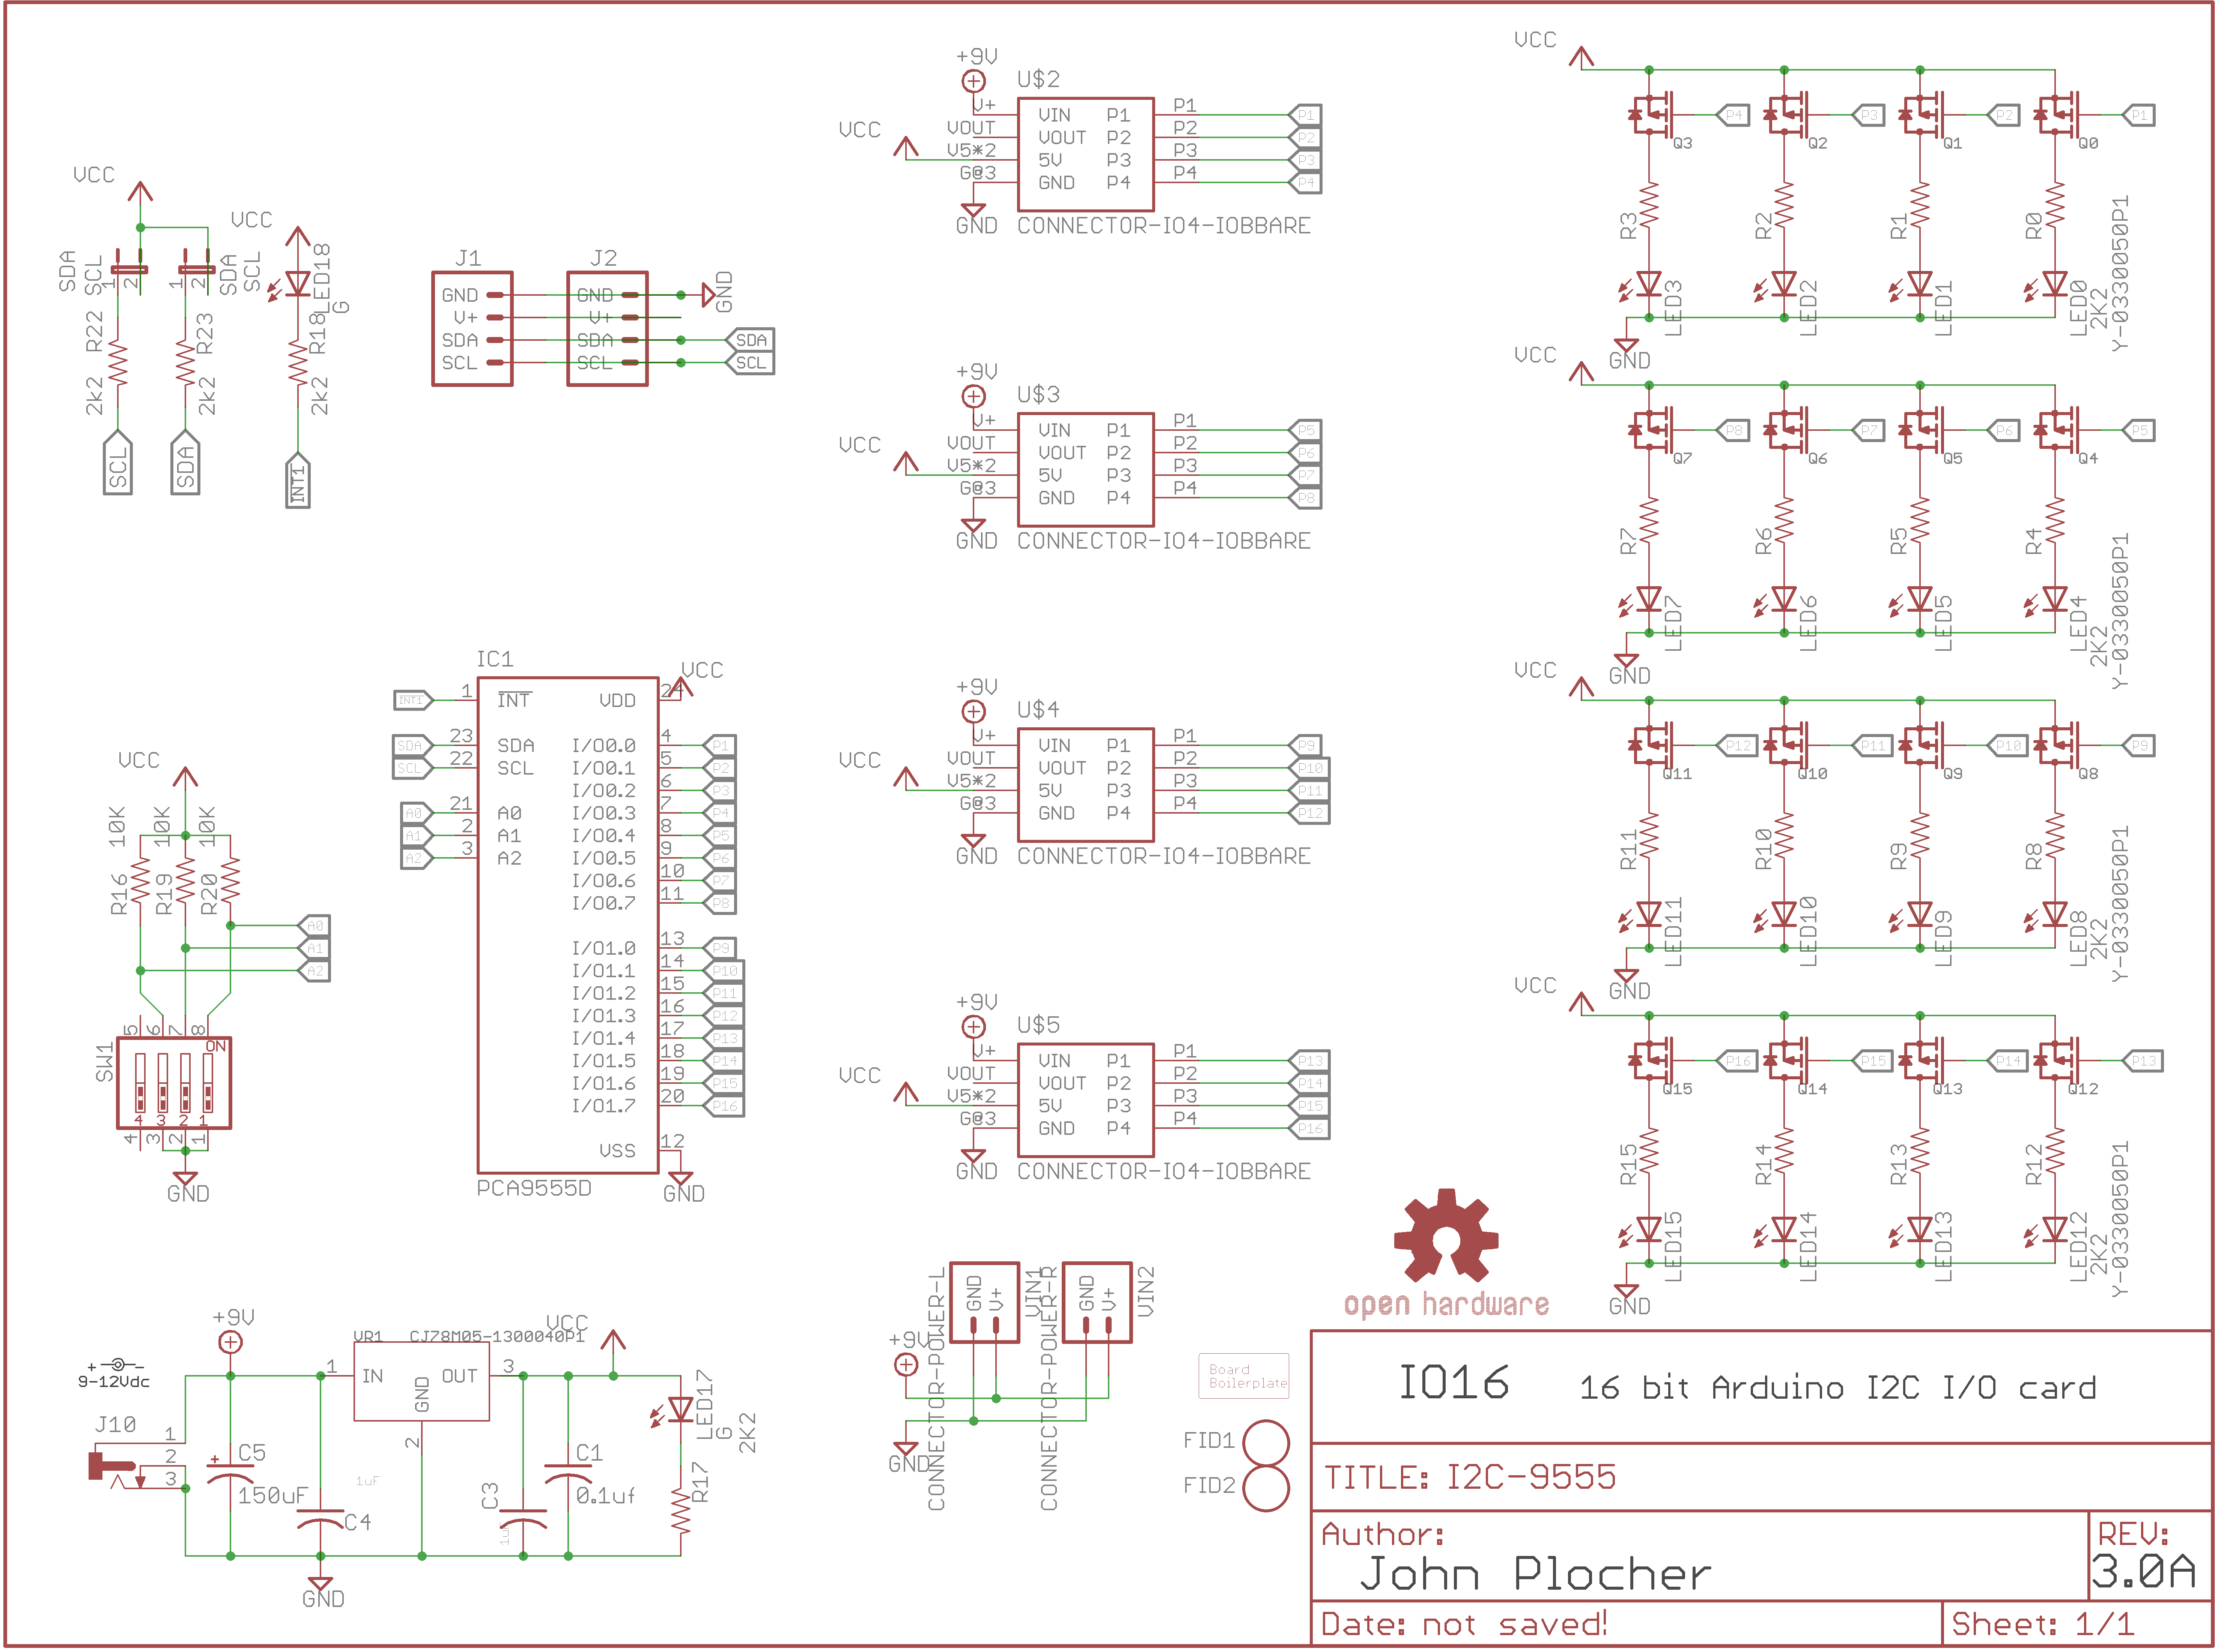 VCC
VCC
SDA
SCL
1
2
1
2
SDA
SCL
LED18
G
R22
2k2
R23
2k2
R18
2k2
SCL
SDA
INT1
J1
GND
V+
SDA
SCL
J2
GND
V+
SDA
SCL
GND
SDA
SCL
IC1
VCC
INT1
1
INT
VDD
24
SDA
23
SDA
I/O0.0
4
P1
SCL
22
SCL
I/O0.1
5
P2
I/O0.2
6
P3
A0
21
A0
I/O0.3
7
P4
A1
2
A1
I/O0.4
8
P5
A2
3
A2
I/O0.5
9
P6
I/O0.6
10
P7
I/O0.7
11
P8
I/O1.0
13
P9
I/O1.1
14
P10
I/O1.2
15
P11
I/O1.3
16
P12
I/O1.4
17
P13
I/O1.5
18
P14
I/O1.6
19
P15
I/O1.7
20
P16
VSS
12
PCA9555D
GND
VCC
10K
10K
10K
R16
R19
R20
A0
A1
A2
5
6
7
8
ON
SW1
4
3
2
1
4
3
2
1
GND
+9V
VR1
CJ78M05-1300040P1
VCC
+ -
9-12Vdc
1
IN
OUT
3
GND
2
J10
1
2
3
+
C5
150uF
1uF
C4
C3
1uF
C1
0.1uf
LED17
G
2K2
R17
GND
+9V
U$2
VCC
V+
VIN
P1
P1
P1
VOUT
VOUT
P2
P2
P2
V5*2
5V
P3
P3
P3
G@3
GND
P4
P4
P4
GND
CONNECTOR-IO4-IOBBARE
+9V
U$3
VCC
V+
VIN
P1
P1
P5
VOUT
VOUT
P2
P2
P6
V5*2
5V
P3
P3
P7
G@3
GND
P4
P4
P8
GND
CONNECTOR-IO4-IOBBARE
+9V
U$4
VCC
V+
VIN
P1
P1
P9
VOUT
VOUT
P2
P2
P10
V5*2
5V
P3
P3
P11
G@3
GND
P4
P4
P12
GND
CONNECTOR-IO4-IOBBARE
+9V
U$5
VCC
V+
VIN
P1
P1
P13
VOUT
VOUT
P2
P2
P14
V5*2
5V
P3
P3
P15
G@3
GND
P4
P4
P16
GND
CONNECTOR-IO4-IOBBARE
+9V
GND
CONNECTOR-POWER-L
GND
V+
VIN1
CONNECTOR-POWER-R
GND
V+
VIN2
VCC
P4
P3
P2
P1
Q3
Q2
Q1
Q0
R3
R2
R1
R0
LED3
LED2
LED1
LED0
2K2
Y-0330050P1
GND
VCC
P8
P7
P6
P5
Q7
Q6
Q5
Q4
R7
R6
R5
R4
LED7
LED6
LED5
LED4
2K2
Y-0330050P1
GND
VCC
P12
P11
P10
P9
Q11
Q10
Q9
Q8
R11
R10
R9
R8
LED11
LED10
LED9
LED8
2K2
Y-0330050P1
GND
VCC
P16
P15
P14
P13
Q15
Q14
Q13
Q12
R15
R14
R13
R12
LED15
LED14
LED13
LED12
2K2
Y-0330050P1
GND
open hardware
Board
Boilerplate
FID1
FID2
IO16 16 bit Arduino I2C I/O card
TITLE: I2C-9555
Author:
John Plocher
REV:
3.0A
Date: not saved!
Sheet: 1/1